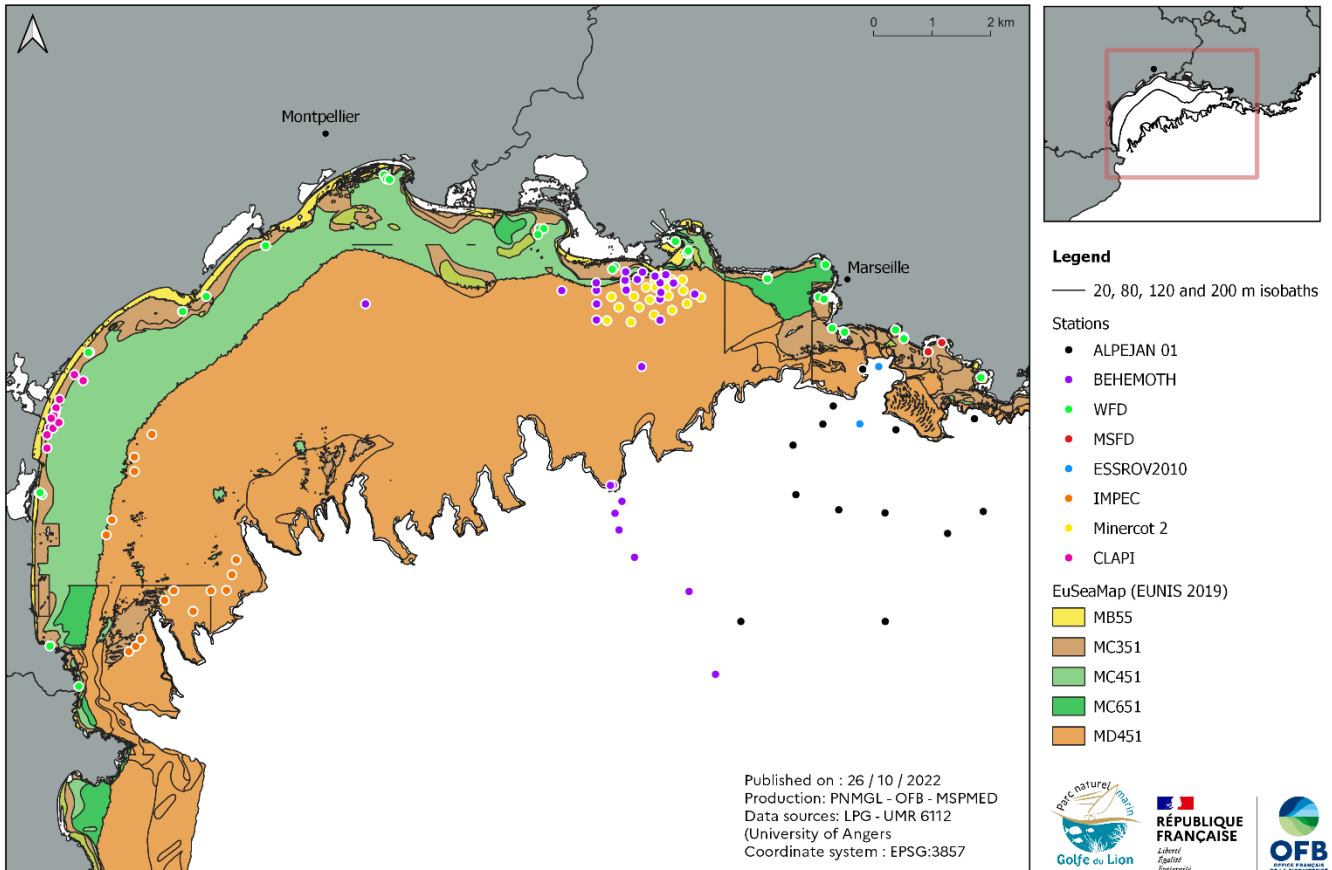 0 1 2 km
Montpellier
Marseille
Published on : 26 / 10 / 2022
Production: PNMGL - OFB - MSPMED
Data sources: LPG - UMR 6112
(University of Angers
Coordinate system : EPSG:3857
Legend
20, 80, 120 and 200 m isobaths
Stations
ALPEJAN 01
BEHEMOTH
WFD
MSFD
ESSROV2010
IMPEC
Minercot 2
CLAPI
EuSeaMap (EUNIS 2019)
MB55
MC351
MC451
MC651
MD451
Parc naturel marin
Golfe du Lion
RÉPUBLIQUE
FRANÇAISE
Liberté
Égalité
Fraternité
OFB
OFFICE FRANÇAIS